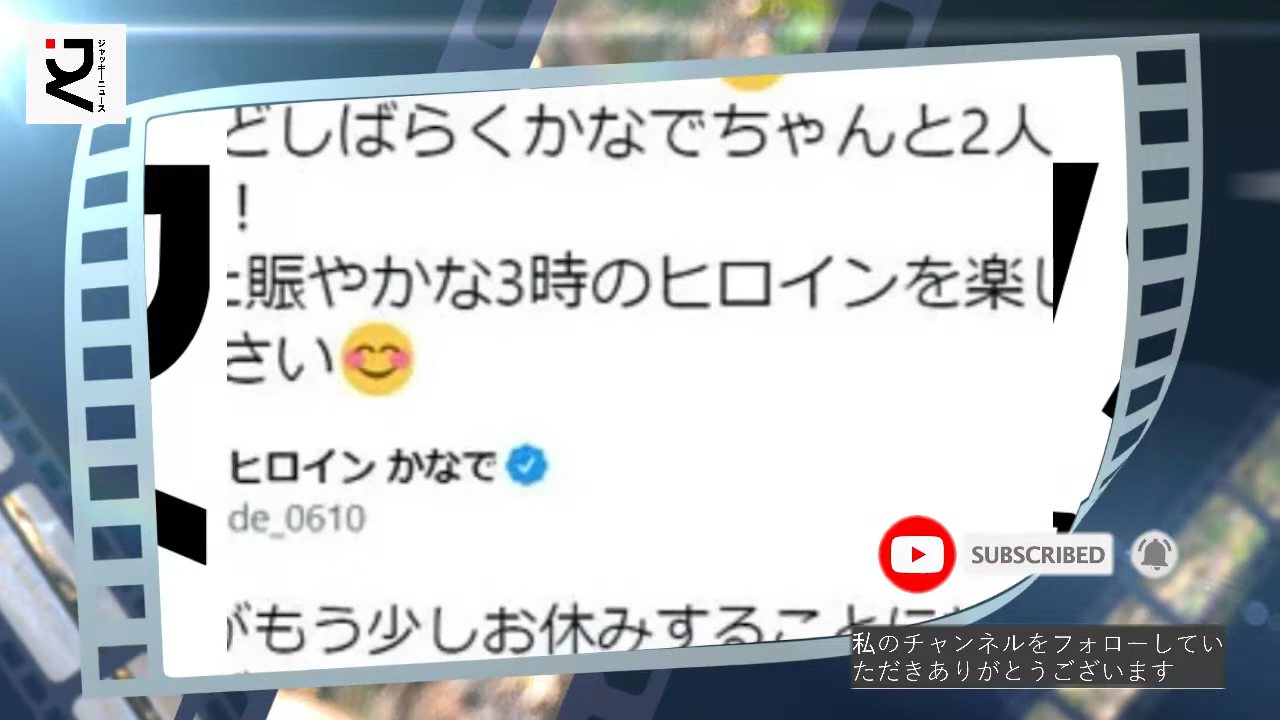 ジャッキーニュース
どしばらくかなでちゃんと2人
！
賑やかな3時のヒロインを楽し
さい😊
ヒロイン かなで
de_0610
がもう少しお休みすることに
SUBSCRIBED
私のチャンネルをフォローしてい
ただきありがとうございます